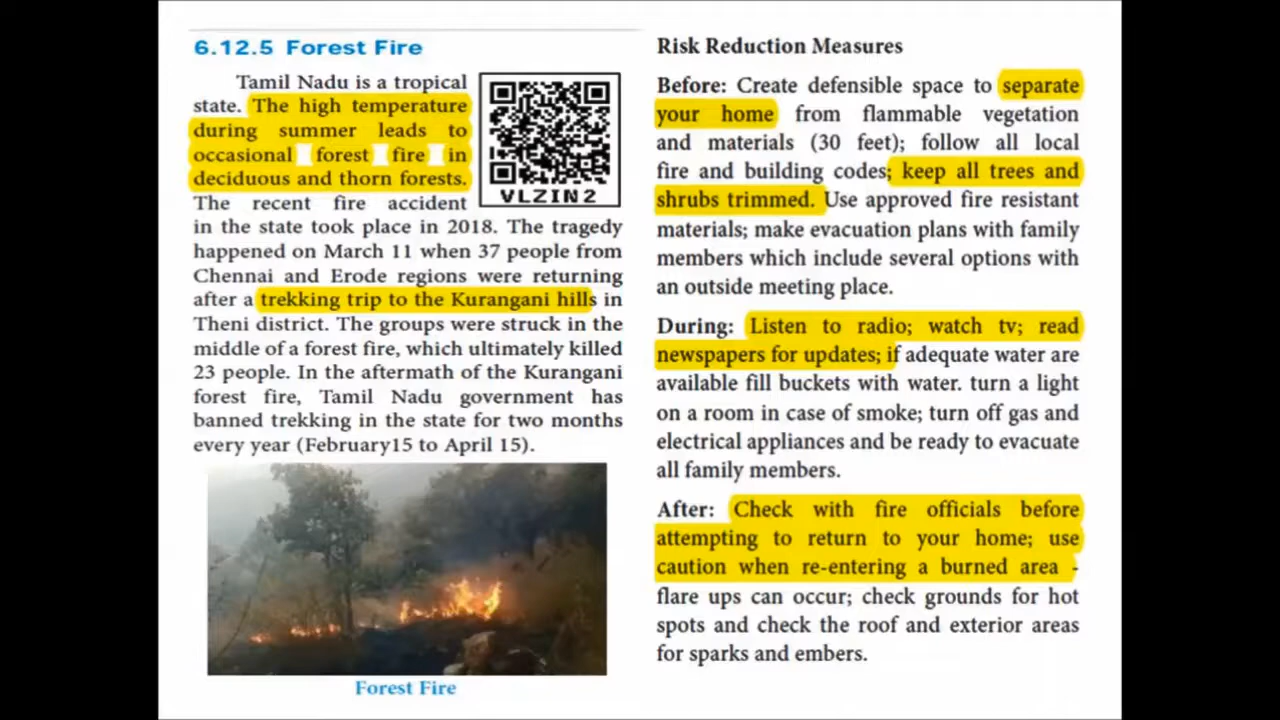 6.12.5 Forest Fire
Tamil Nadu is a tropical
state. The high temperature
during summer leads to
occasional forest fire in
deciduous and thorn forests.
The recent fire accident
in the state took place in 2018. The tragedy
happened on March 11 when 37 people from
Chennai and Erode regions were returning
after a trekking trip to the Kurangani hills in
Theni district. The groups were struck in the
middle of a forest fire, which ultimately killed
23 people. In the aftermath of the Kurangani
forest fire, Tamil Nadu government has
banned trekking in the state for two months
every year (February15 to April 15).
VLZIN2
Forest Fire
Risk Reduction Measures
Before: Create defensible space to separate
your home from flammable vegetation
and materials (30 feet); follow all local
fire and building codes; keep all trees and
shrubs trimmed. Use approved fire resistant
materials; make evacuation plans with family
members which include several options with
an outside meeting place.
During: Listen to radio; watch tv; read
newspapers for updates; if adequate water are
available fill buckets with water. turn a light
on a room in case of smoke; turn off gas and
electrical appliances and be ready to evacuate
all family members.
After: Check with fire officials before
attempting to return to your home; use
caution when re-entering a burned area -
flare ups can occur; check grounds for hot
spots and check the roof and exterior areas
for sparks and embers.